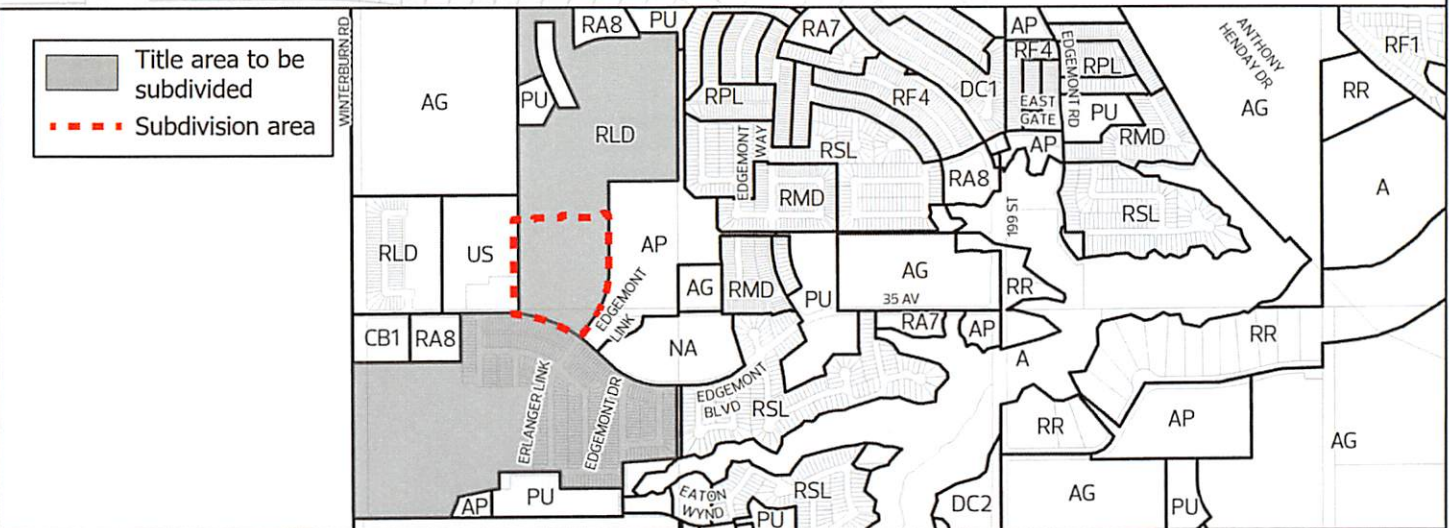 Title area to be
subdivided
Subdivision area
WINTERBURN RD
AG
RA8
PU
PU
RLD
RPL
RA7
RF4
DC1
AP
RF4
EAST
GATE
EDGEMONT RD
RPL
PU
RMD
AP
ANTHONY
HENDAY DR
AG
RF1
RR
A
EDGEMONT
WAY
RSL
RMD
RA8
199 ST
RSL
RLD
US
AP
EDGEMONT
LINK
AG
RMD
PU
AG
35 AV
RR
CB1
RA8
NA
RA7
AP
A
RR
ERLANGER LINK
EDGEMONT DR
EDGEMONT
BLVD
RSL
RR
AP
AG
AP
PU
EATON
WYND
RSL
PU
DC2
AG
PU